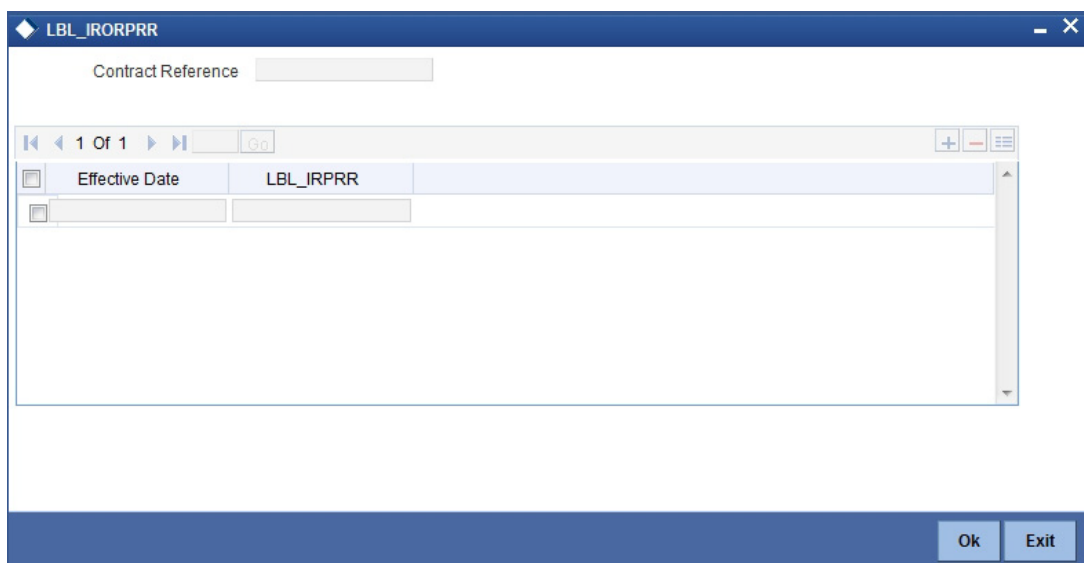 LBL_IRORPRR
Contract Reference
1 Of 1 Go
Effective Date LBL_IRPRR
Ok Exit